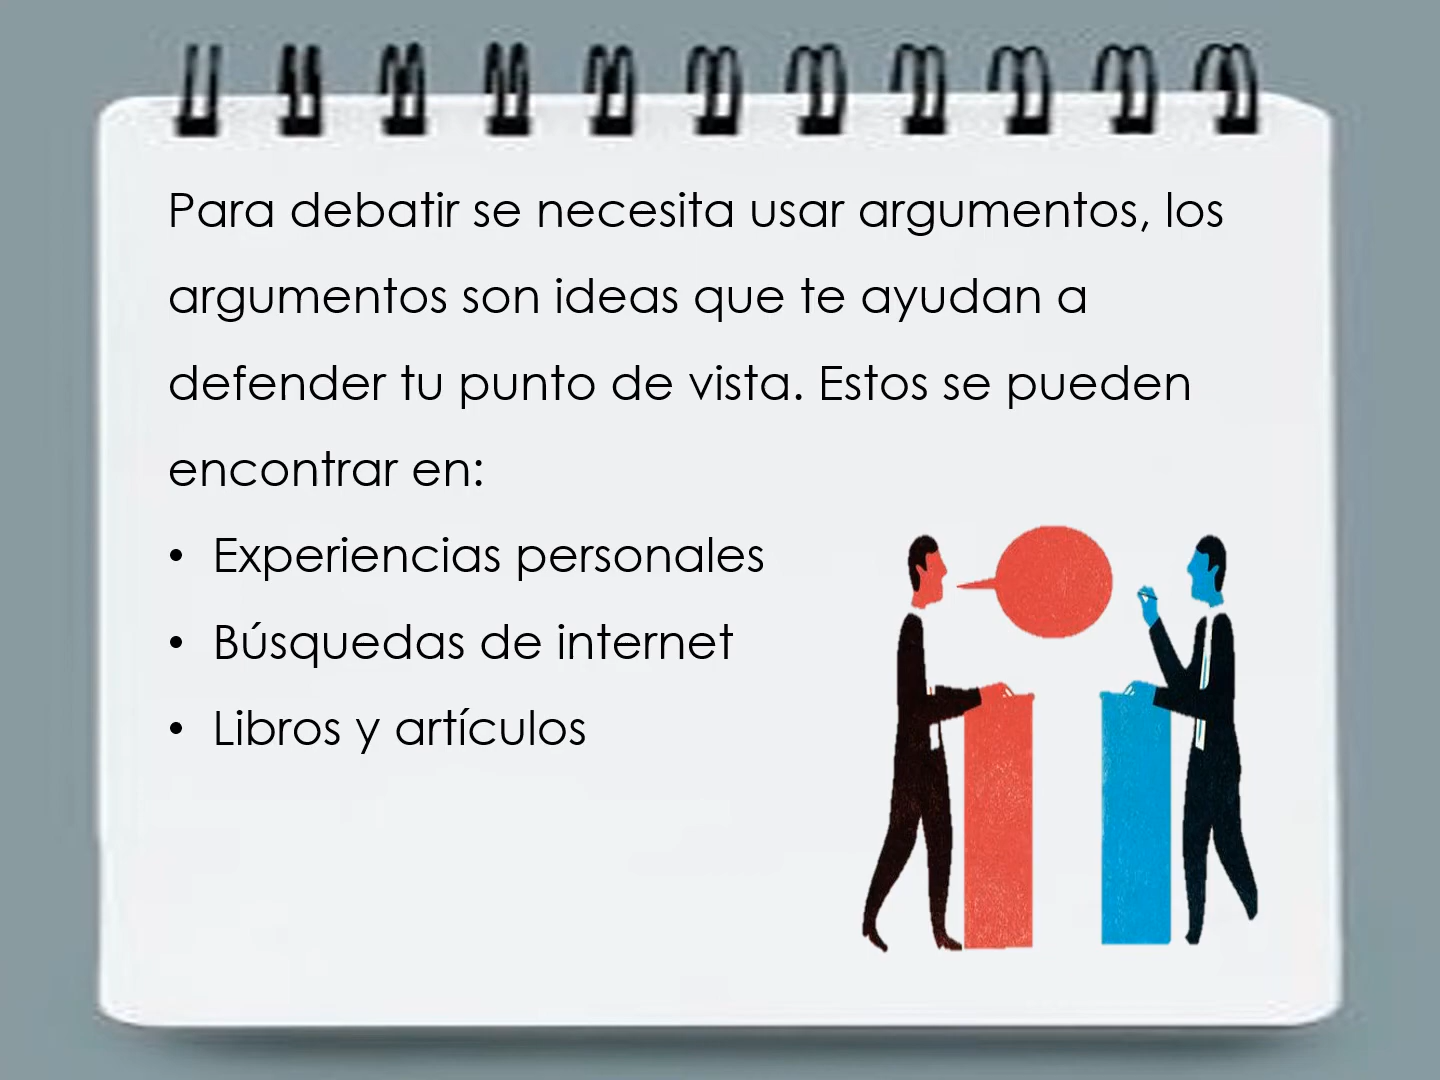 Para debatir se necesita usar argumentos, los
argumentos son ideas que te ayudan a
defender tu punto de vista. Estos se pueden
encontrar en:
• Experiencias personales
• Búsquedas de internet
• Libros y artículos